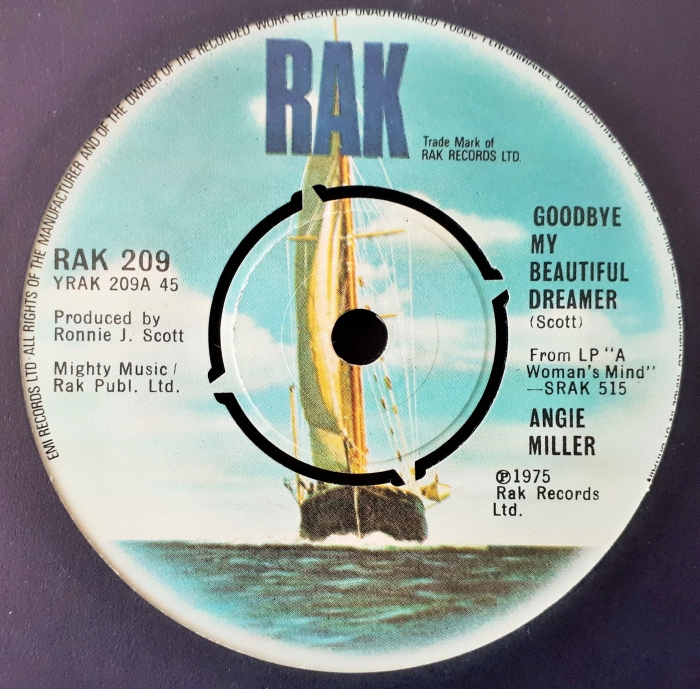 EMI RECORDS LTD·ALL RIGHTS OF THE MANUFACTURER AND OF THE OWNER OF THE RECORDED WORK RESERVED UNAUTHORISED PUBLIC PERFORMANCE BROADCASTING AND
RAK
Trade Mark of
RAK RECORDS LTD.
RAK 209
YRAK 209A 45
Produced by
Ronnie J. Scott
Mighty Music /
Rak Publ. Ltd.
GOODBYE
MY
BEAUTIFUL
DREAMER
(Scott)
From LP "A
Woman's Mind"
—SRAK 515
ANGIE
MILLER
℗1975
Rak Records
Ltd.